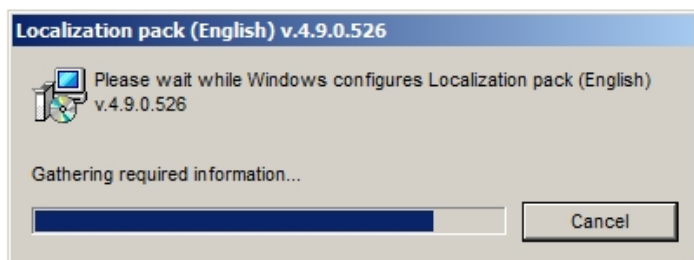 Localization pack (English) v.4.9.0.526
Please wait while Windows configures Localization pack (English)
v.4.9.0.526
Gathering required information...
Cancel